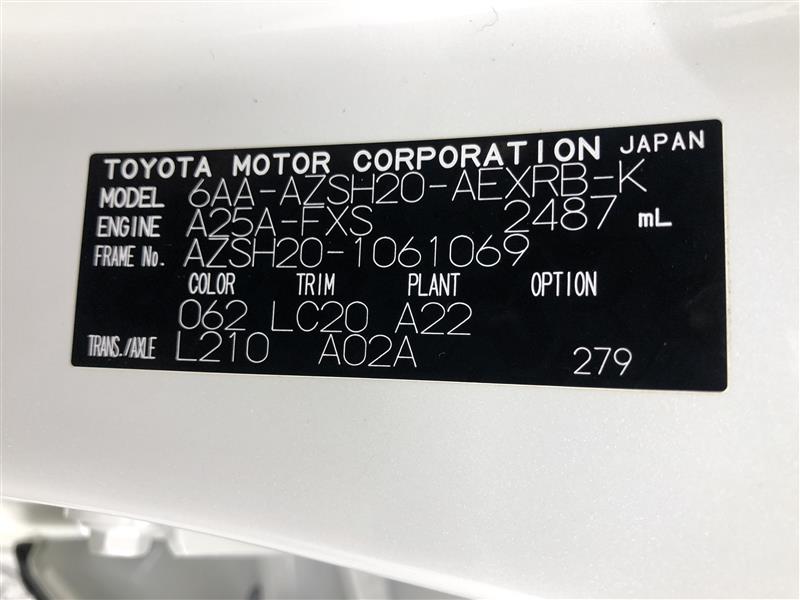 TOYOTA MOTOR CORPORATION JAPAN
MODEL 6AA-AZSH20-AEXRB-K
ENGINE A25A-FXS 2487 mL
FRAME No. AZSH20-1061069
COLOR TRIM PLANT OPTION
062 LC20 A22
TRANS./AXLE L210 A02A 279